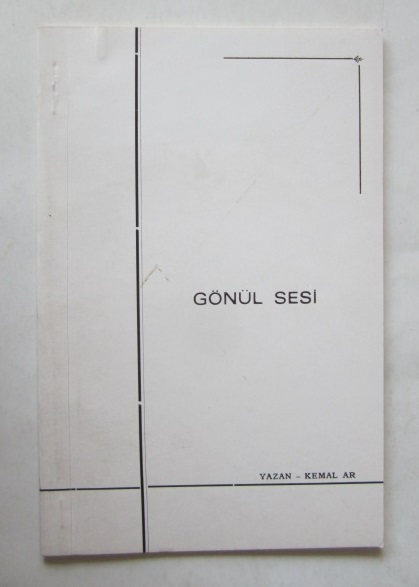 GÖNÜL SESİ
YAZAN - KEMAL AR